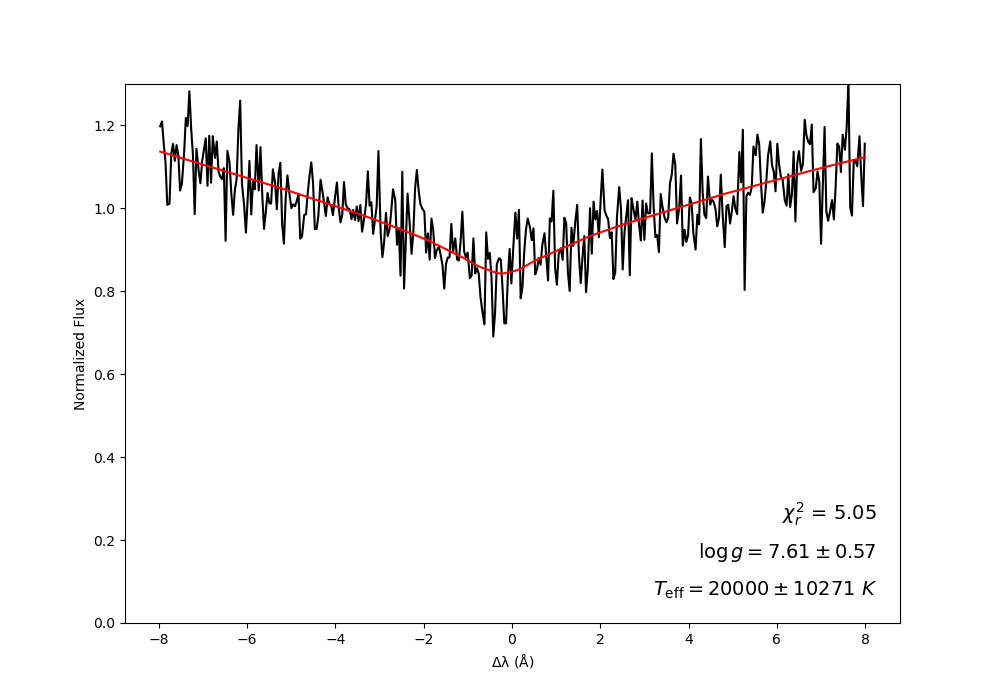 1.2
1.0
0.8
0.6
0.4
0.2
0.0
Normalized Flux
χ²ᵣ = 5.05
log g = 7.61 ± 0.57
T_eff = 20000 ± 10271 K
−8 −6 −4 −2 0 2 4 6 8
Δλ (Å)